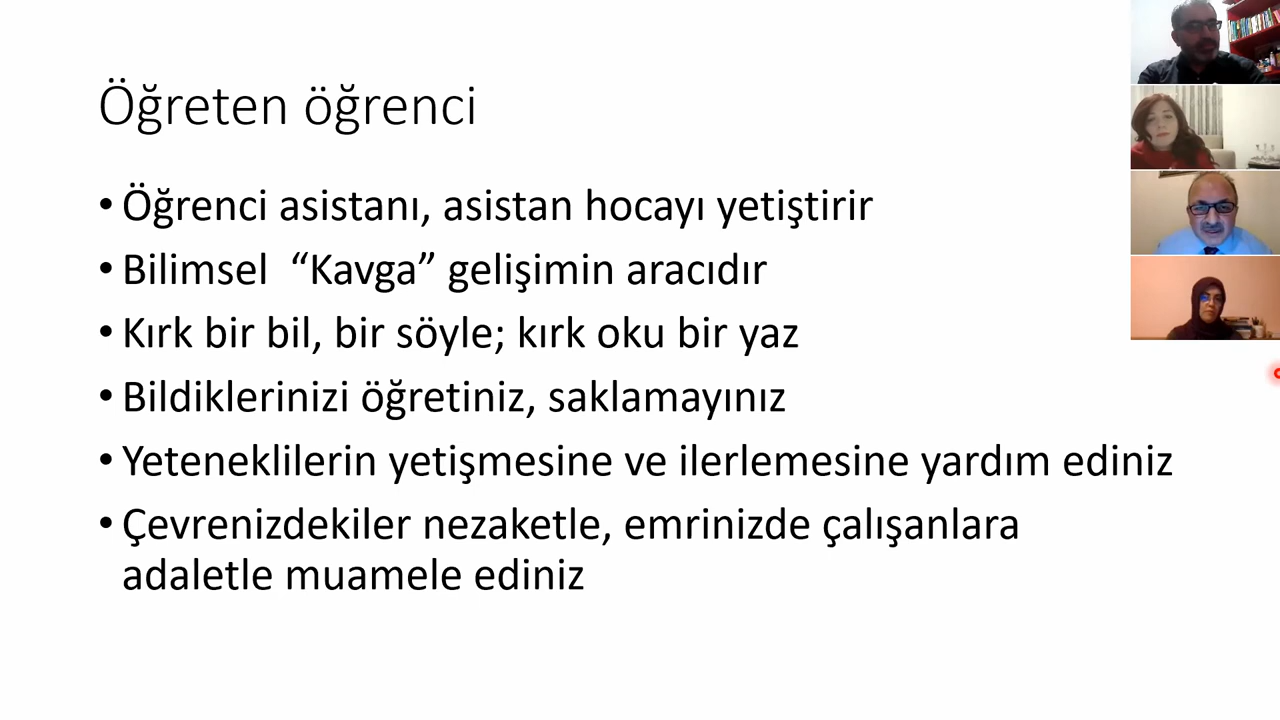 Öğreten öğrenci
• Öğrenci asistanı, asistan hocayı yetiştirir
• Bilimsel  “Kavga” gelişimin aracıdır
• Kırk bir bil, bir söyle; kırk oku bir yaz
• Bildiklerinizi öğretiniz, saklamayınız
• Yeteneklilerin yetişmesine ve ilerlemesine yardım ediniz
• Çevrenizdekiler nezaketle, emrinizde çalışanlara
adaletle muamele ediniz